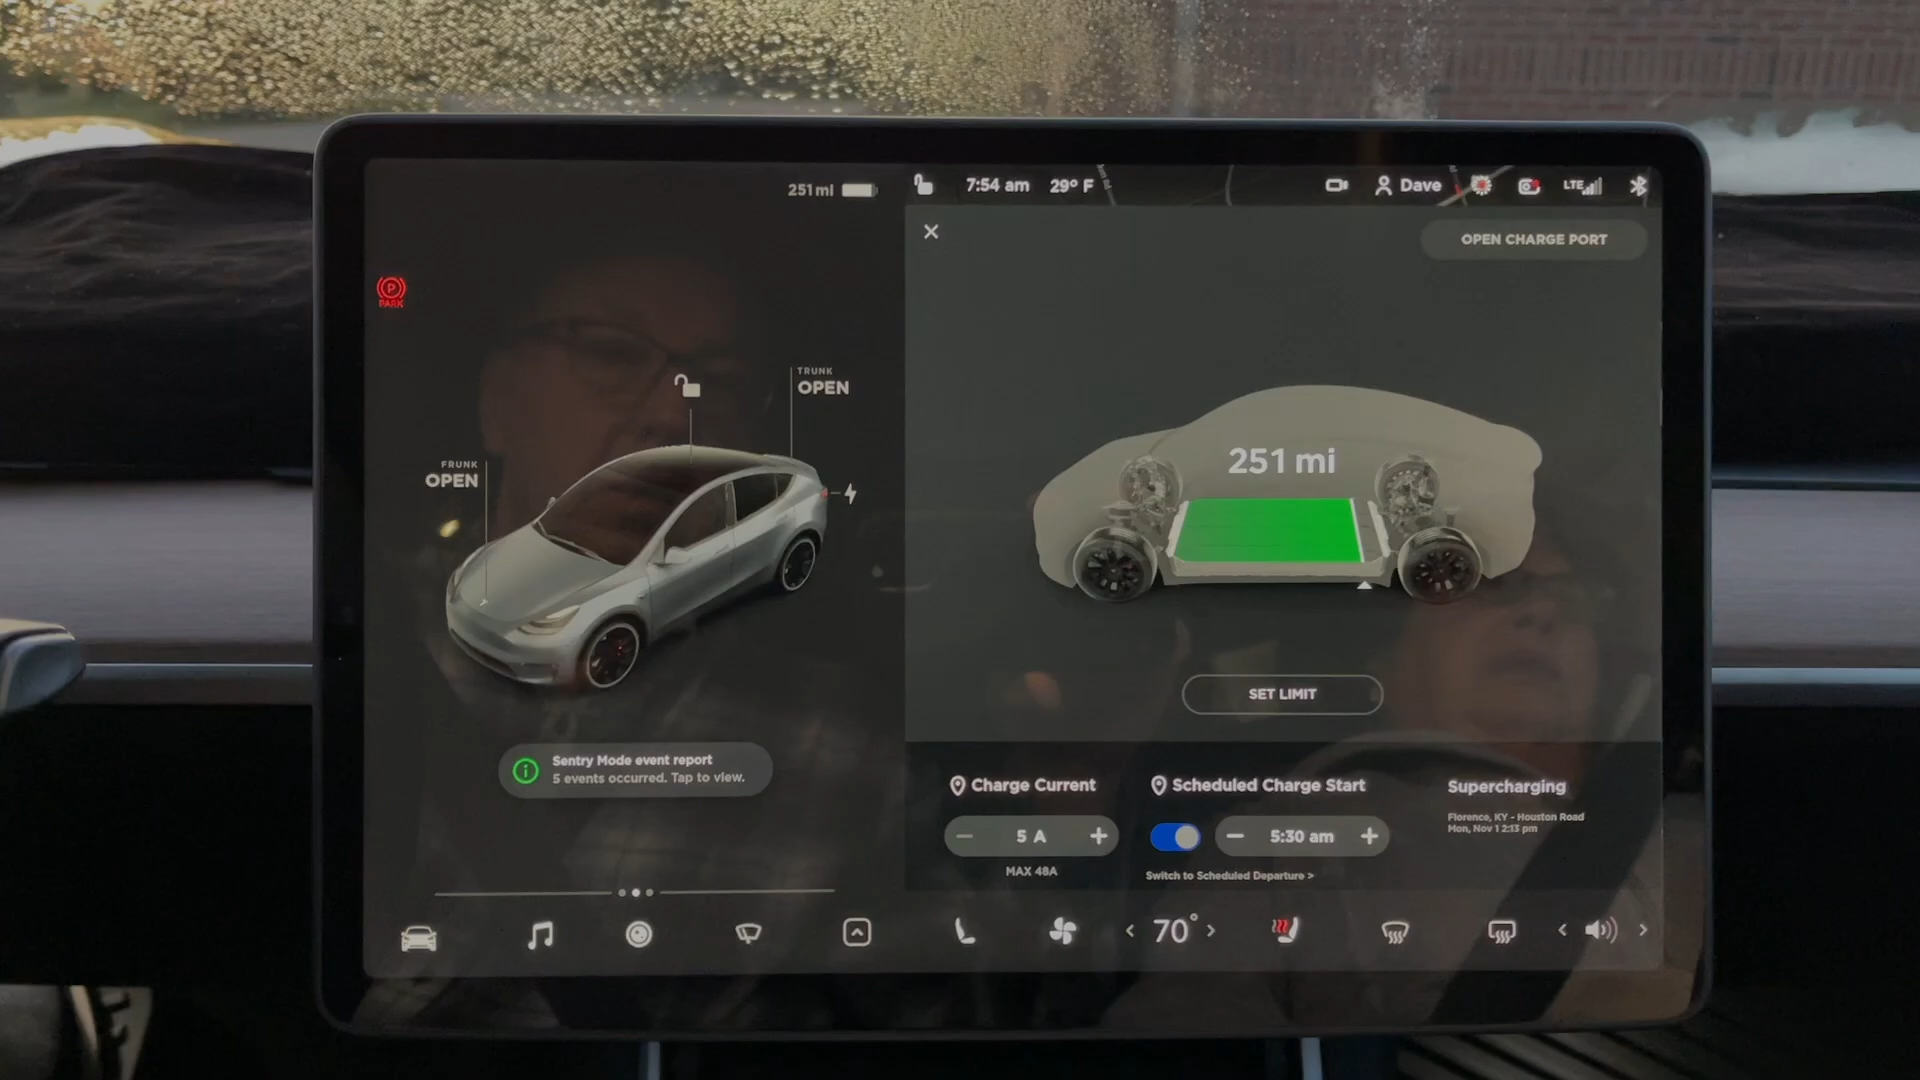 251 mi
7:54 am 29° F
Dave
LTE
OPEN CHARGE PORT
P
PARK
TRUNK
OPEN
FRUNK
OPEN
251 mi
SET LIMIT
Sentry Mode event report
5 events occurred. Tap to view.
Charge Current
5 A
MAX 48A
Scheduled Charge Start
5:30 am
Switch to Scheduled Departure >
Supercharging
Florence, KY - Houston Road
Mon, Nov 1 2:13 pm
70°